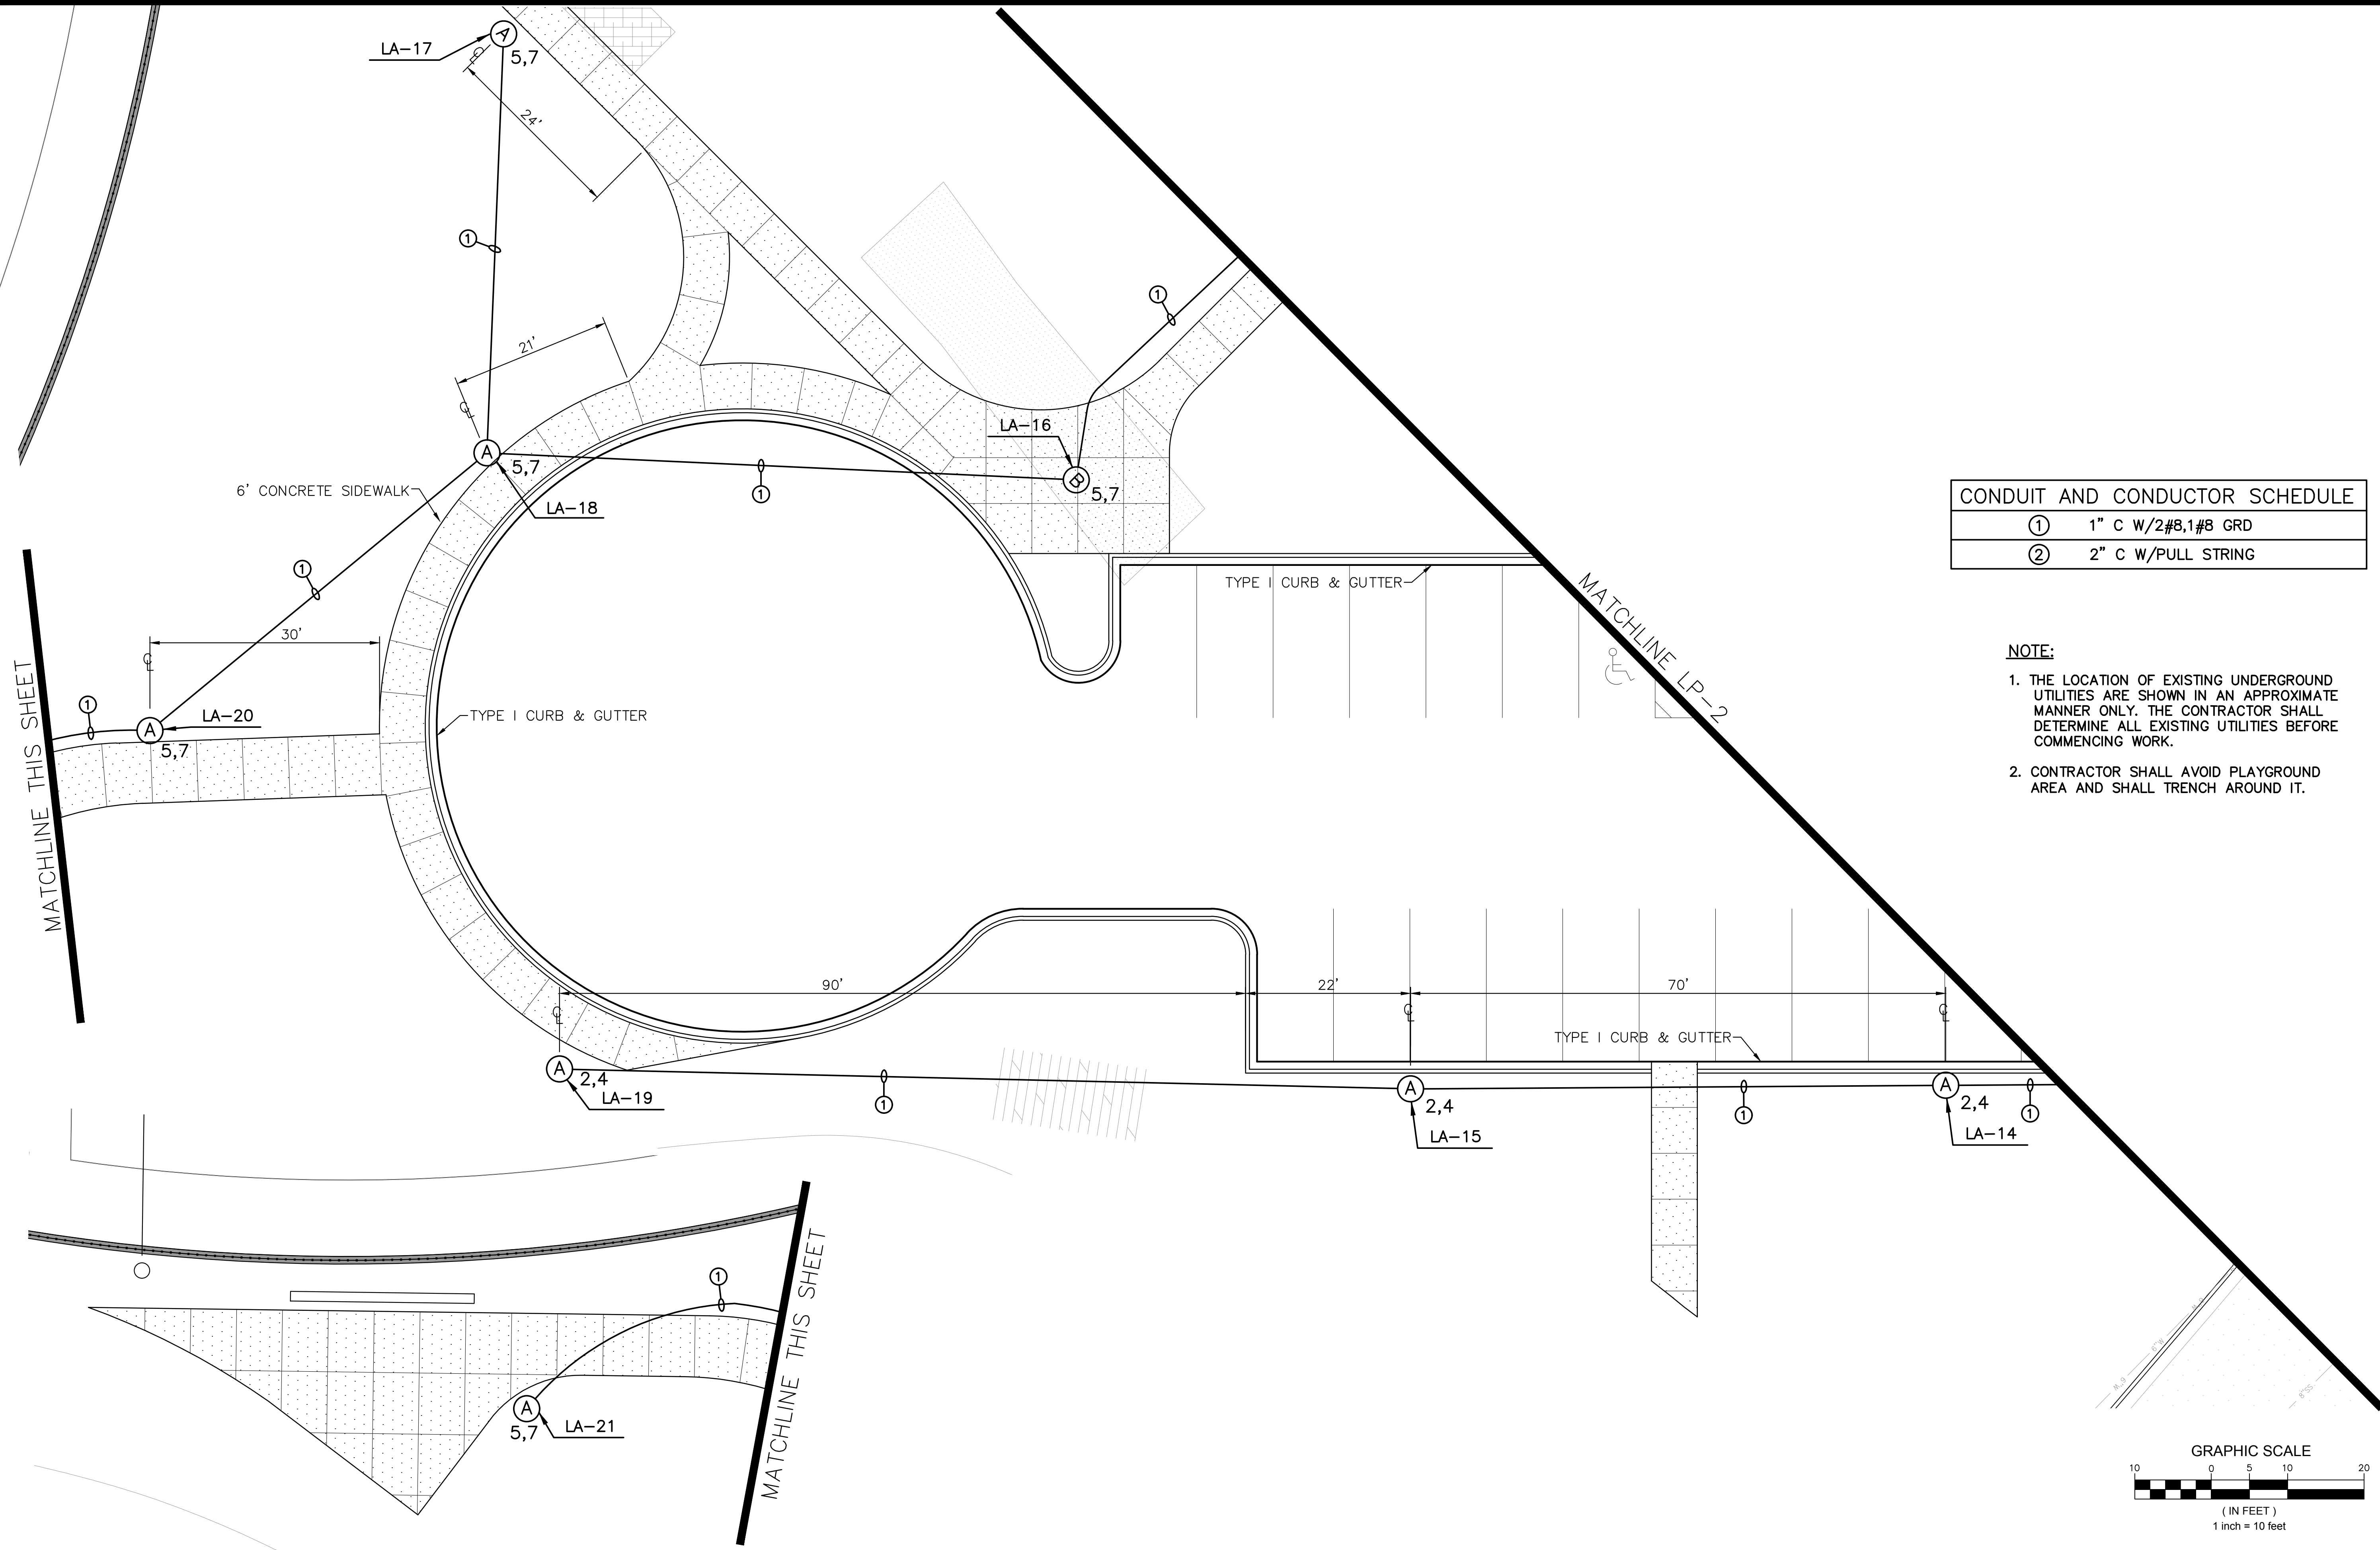 LA-17
A
5,7
℄
24'
1
1
21'
℄
LA-16
A
5,7
B
5,7
1
LA-18
6' CONCRETE SIDEWALK
CONDUIT AND CONDUCTOR SCHEDULE
1 1" C W/2#8,1#8 GRD
2 2" C W/PULL STRING
1
TYPE I CURB & GUTTER
MATCHLINE LP-2
30'
℄
NOTE:
1. THE LOCATION OF EXISTING UNDERGROUND
UTILITIES ARE SHOWN IN AN APPROXIMATE
MANNER ONLY. THE CONTRACTOR SHALL
DETERMINE ALL EXISTING UTILITIES BEFORE
COMMENCING WORK.
2. CONTRACTOR SHALL AVOID PLAYGROUND
AREA AND SHALL TRENCH AROUND IT.
MATCHLINE THIS SHEET
1
A
LA-20
5,7
TYPE I CURB & GUTTER
90'
22'
70'
℄
℄
℄
TYPE I CURB & GUTTER
A
2,4
LA-19
1
A
2,4
LA-15
1
A
2,4
LA-14
1
MATCHLINE THIS SHEET
1
A
5,7
LA-21
6"W
6"W
6"W
8"SS
GRAPHIC SCALE
10 0 5 10 20
( IN FEET )
1 inch = 10 feet